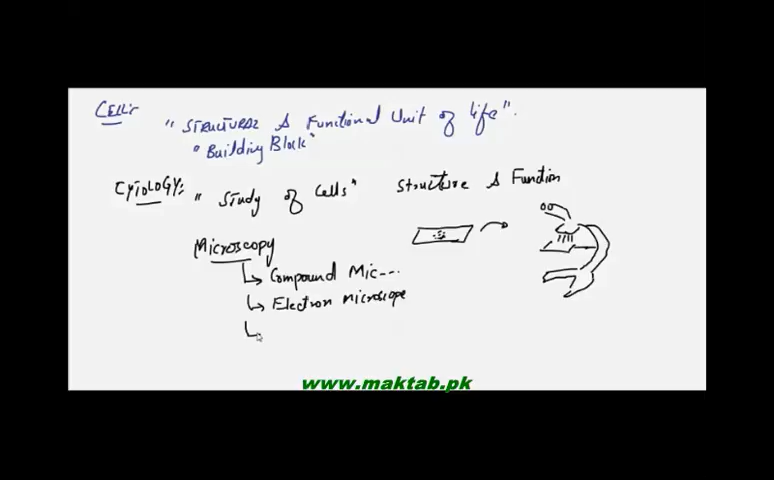 CELL:
"STRUCTURAL & Functional Unit of life".
"Building Block"
CYTOLOGY: "Study of Cells" Structure & Function
Microscopy
Compound Mic---
Electron microscope
www.maktab.pk